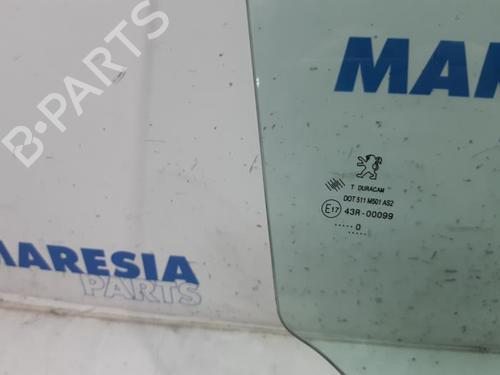 B-PARTS
MAR
T DURACAM
DOT 511 M501 AS2
E17 43R-00099
..... 0
MARESIA
PARTS